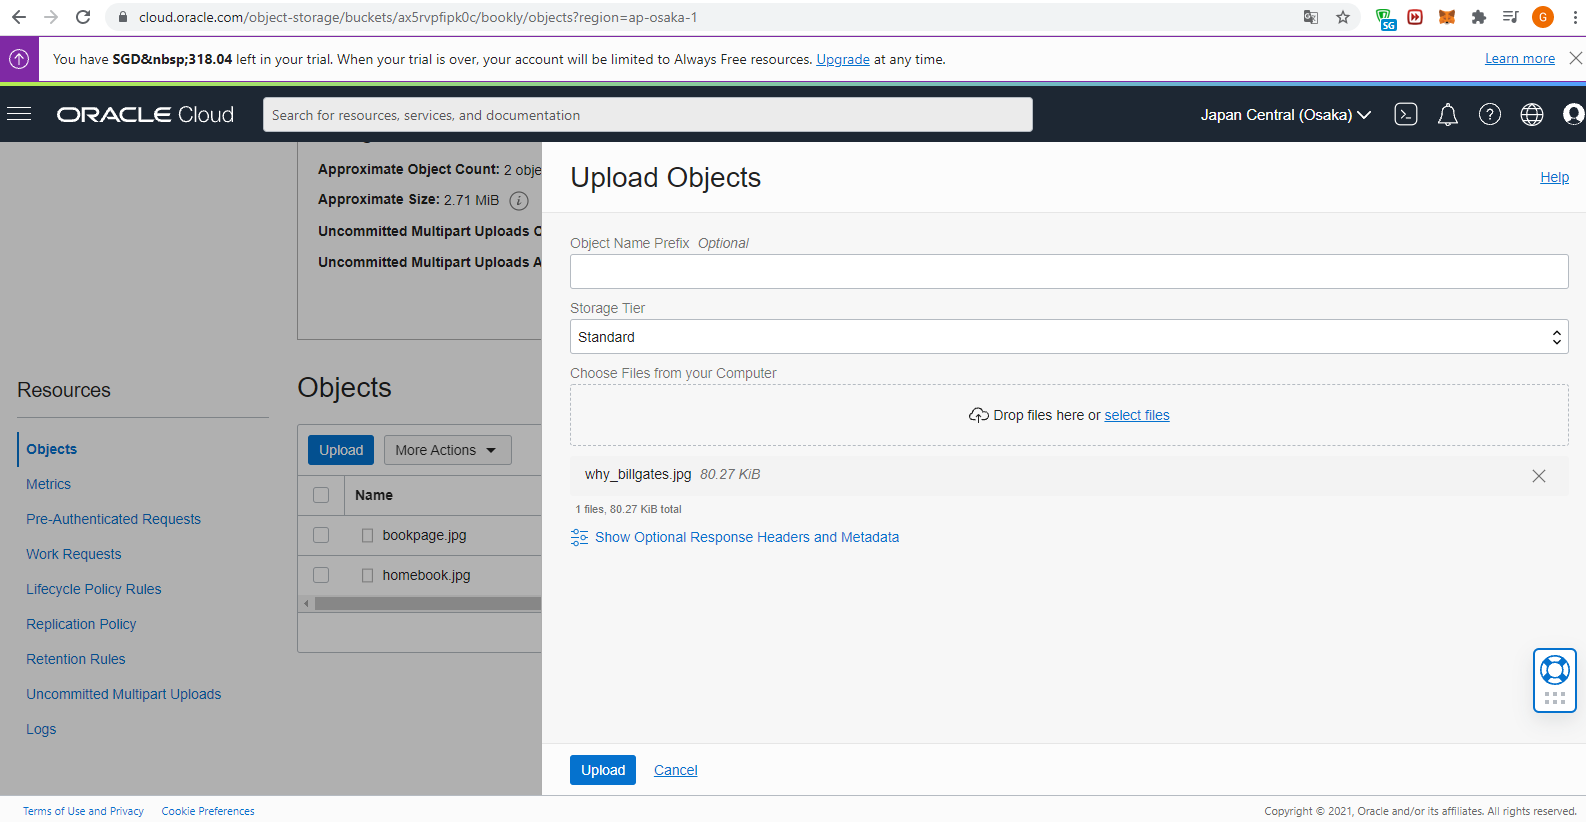 cloud.oracle.com/object-storage/buckets/ax5rvpfipk0c/bookly/objects?region=ap-osaka-1
SG
G
You have SGD&nbsp;318.04 left in your trial. When your trial is over, your account will be limited to Always Free resources. Upgrade at any time.
Learn more
ORACLE Cloud
Search for resources, services, and documentation
Japan Central (Osaka)
Approximate Object Count: 2 obje
Approximate Size: 2.71 MiB
Uncommitted Multipart Uploads C
Uncommitted Multipart Uploads A
Resources
Objects
Metrics
Pre-Authenticated Requests
Work Requests
Lifecycle Policy Rules
Replication Policy
Retention Rules
Uncommitted Multipart Uploads
Logs
Objects
Upload
More Actions
Name
bookpage.jpg
homebook.jpg
Upload Objects
Help
Object Name Prefix Optional
Storage Tier
Standard
Choose Files from your Computer
Drop files here or select files
why_billgates.jpg 80.27 KiB
1 files, 80.27 KiB total
Show Optional Response Headers and Metadata
Upload
Cancel
Terms of Use and Privacy
Cookie Preferences
Copyright © 2021, Oracle and/or its affiliates. All rights reserved.